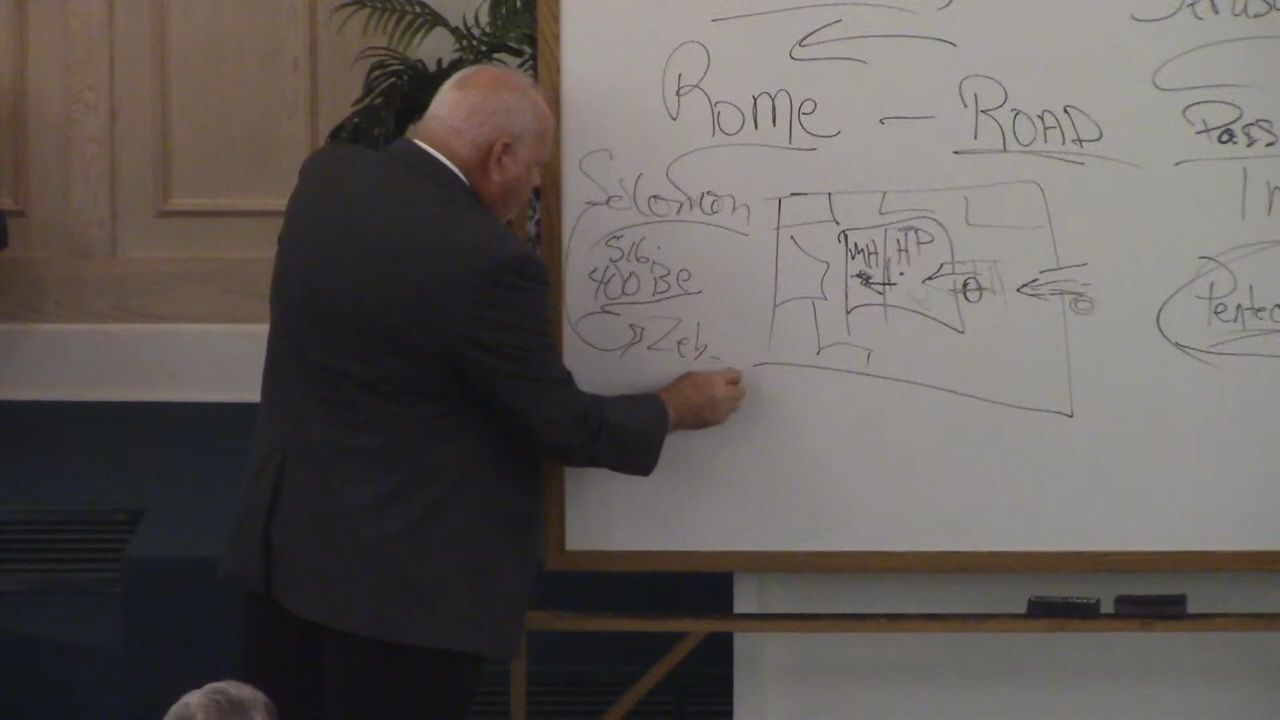 Rome — ROAD
Pass
Solomon
516.
400 BC
Zeb.
MH HP
Pentec